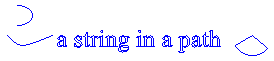 a string in a path